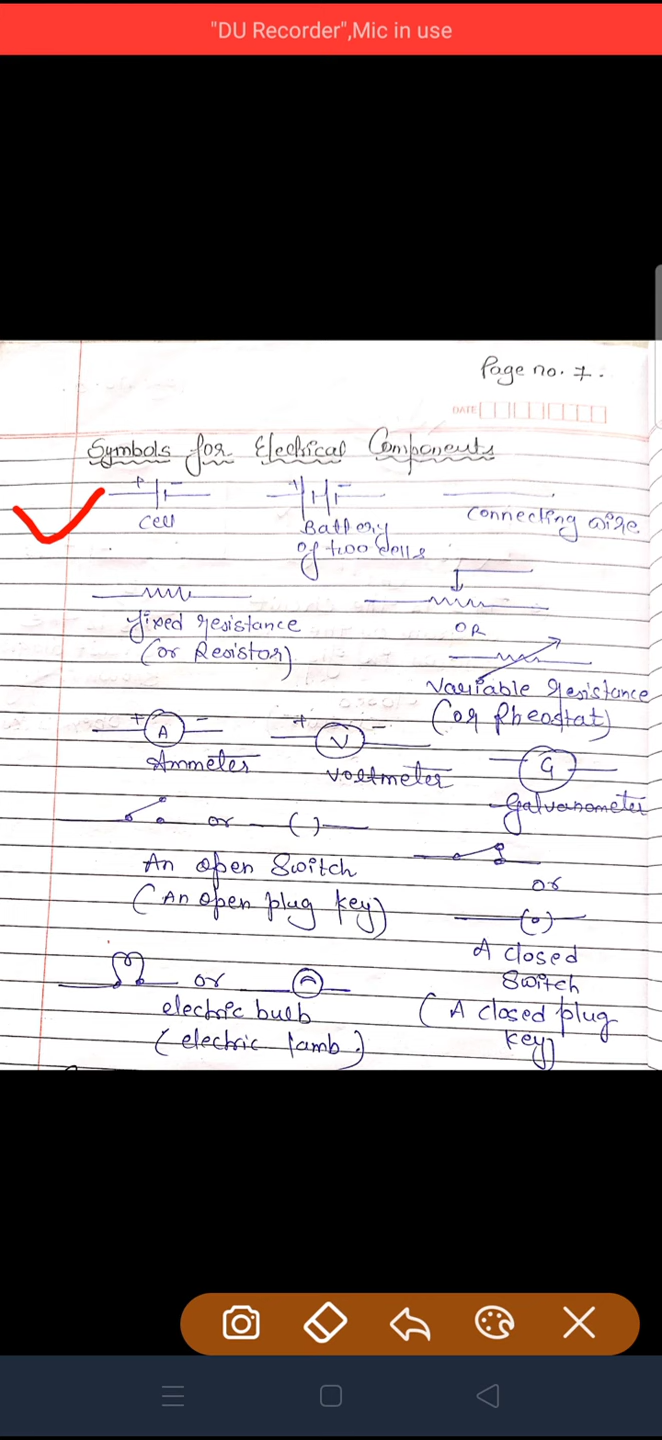 "DU Recorder",Mic in use
Page no. 7.
DATE
Symbols for Electrical Components
+ -
Cell
Battery
of two Cells
Connecting wire
fixed resistance
(or Resistor)
OR
Variable resistance
(or Rheostat)
+ A -
Ammeter
+ V -
Voltmeter
G
Galvanometer
or ( )
An open Switch
(An open plug key)
or
(•)
A closed
Switch
(A closed plug
key)
or
electric bulb
(electric lamb)